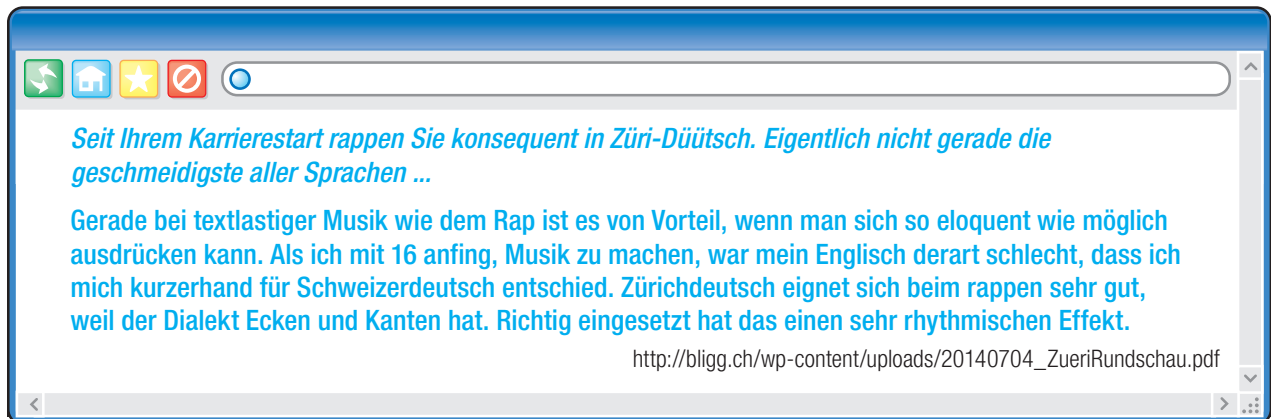 Seit Ihrem Karrierestart rappen Sie konsequent in Züri-Düütsch. Eigentlich nicht gerade die
geschmeidigste aller Sprachen ...
Gerade bei textlastiger Musik wie dem Rap ist es von Vorteil, wenn man sich so eloquent wie möglich
ausdrücken kann. Als ich mit 16 anfing, Musik zu machen, war mein Englisch derart schlecht, dass ich
mich kurzerhand für Schweizerdeutsch entschied. Zürichdeutsch eignet sich beim rappen sehr gut,
weil der Dialekt Ecken und Kanten hat. Richtig eingesetzt hat das einen sehr rhythmischen Effekt.
http://bligg.ch/wp-content/uploads/20140704_ZueriRundschau.pdf